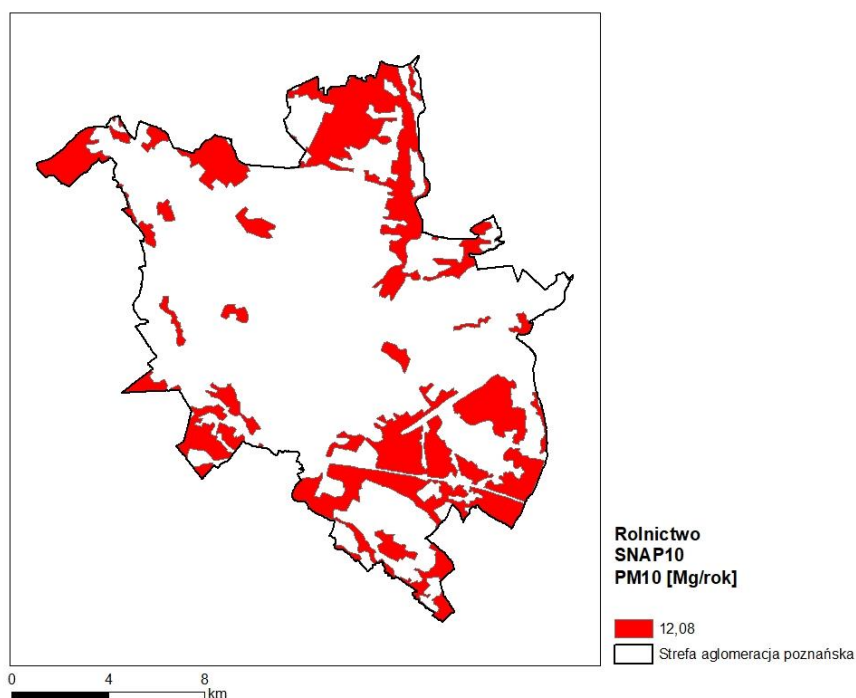 Rolnictwo
SNAP10
PM10 [Mg/rok]
12,08
Strefa aglomeracja poznańska
0 4 8
km